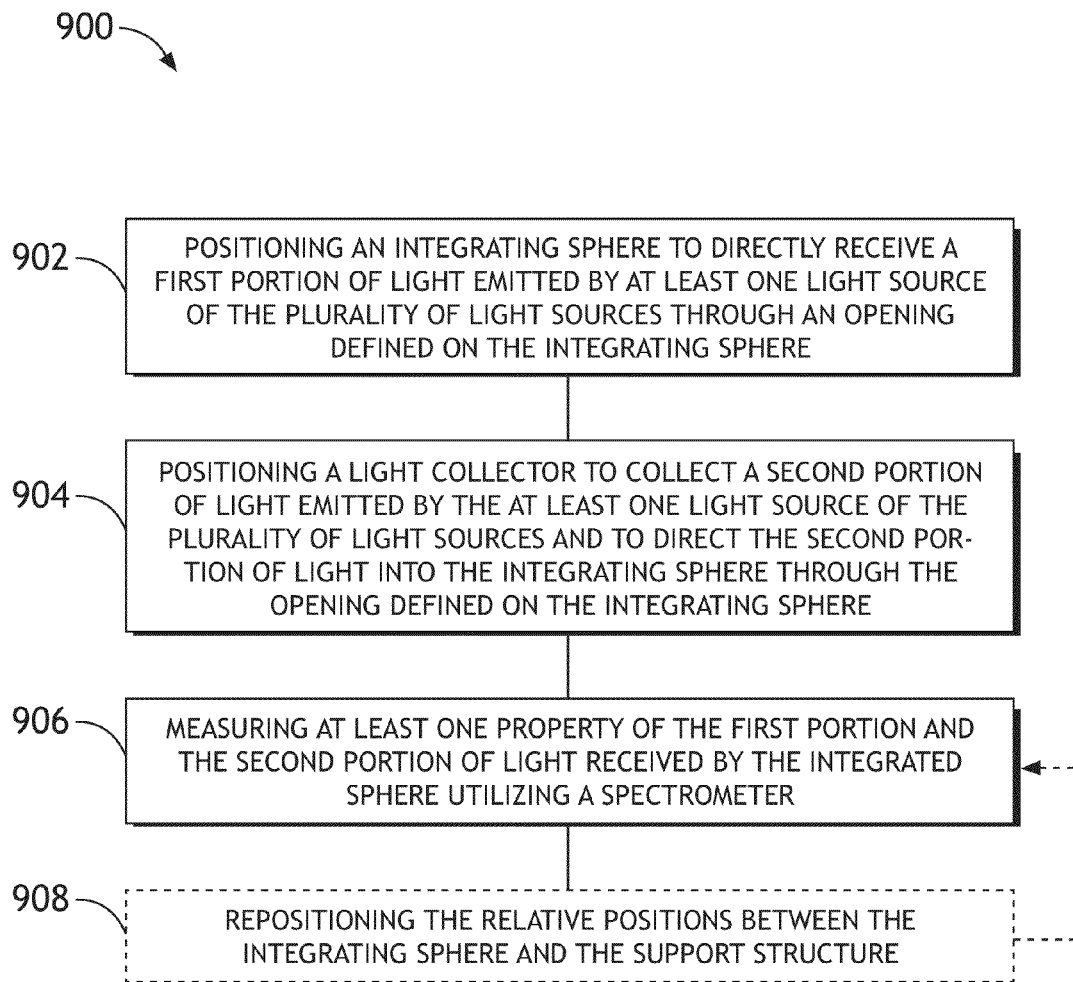 900
902
POSITIONING AN INTEGRATING SPHERE TO DIRECTLY RECEIVE A
FIRST PORTION OF LIGHT EMITTED BY AT LEAST ONE LIGHT SOURCE
OF THE PLURALITY OF LIGHT SOURCES THROUGH AN OPENING
DEFINED ON THE INTEGRATING SPHERE
904
POSITIONING A LIGHT COLLECTOR TO COLLECT A SECOND PORTION
OF LIGHT EMITTED BY THE AT LEAST ONE LIGHT SOURCE OF THE
PLURALITY OF LIGHT SOURCES AND TO DIRECT THE SECOND POR-
TION OF LIGHT INTO THE INTEGRATING SPHERE THROUGH THE
OPENING DEFINED ON THE INTEGRATING SPHERE
906
MEASURING AT LEAST ONE PROPERTY OF THE FIRST PORTION AND
THE SECOND PORTION OF LIGHT RECEIVED BY THE INTEGRATED
SPHERE UTILIZING A SPECTROMETER
908
REPOSITIONING THE RELATIVE POSITIONS BETWEEN THE
INTEGRATING SPHERE AND THE SUPPORT STRUCTURE